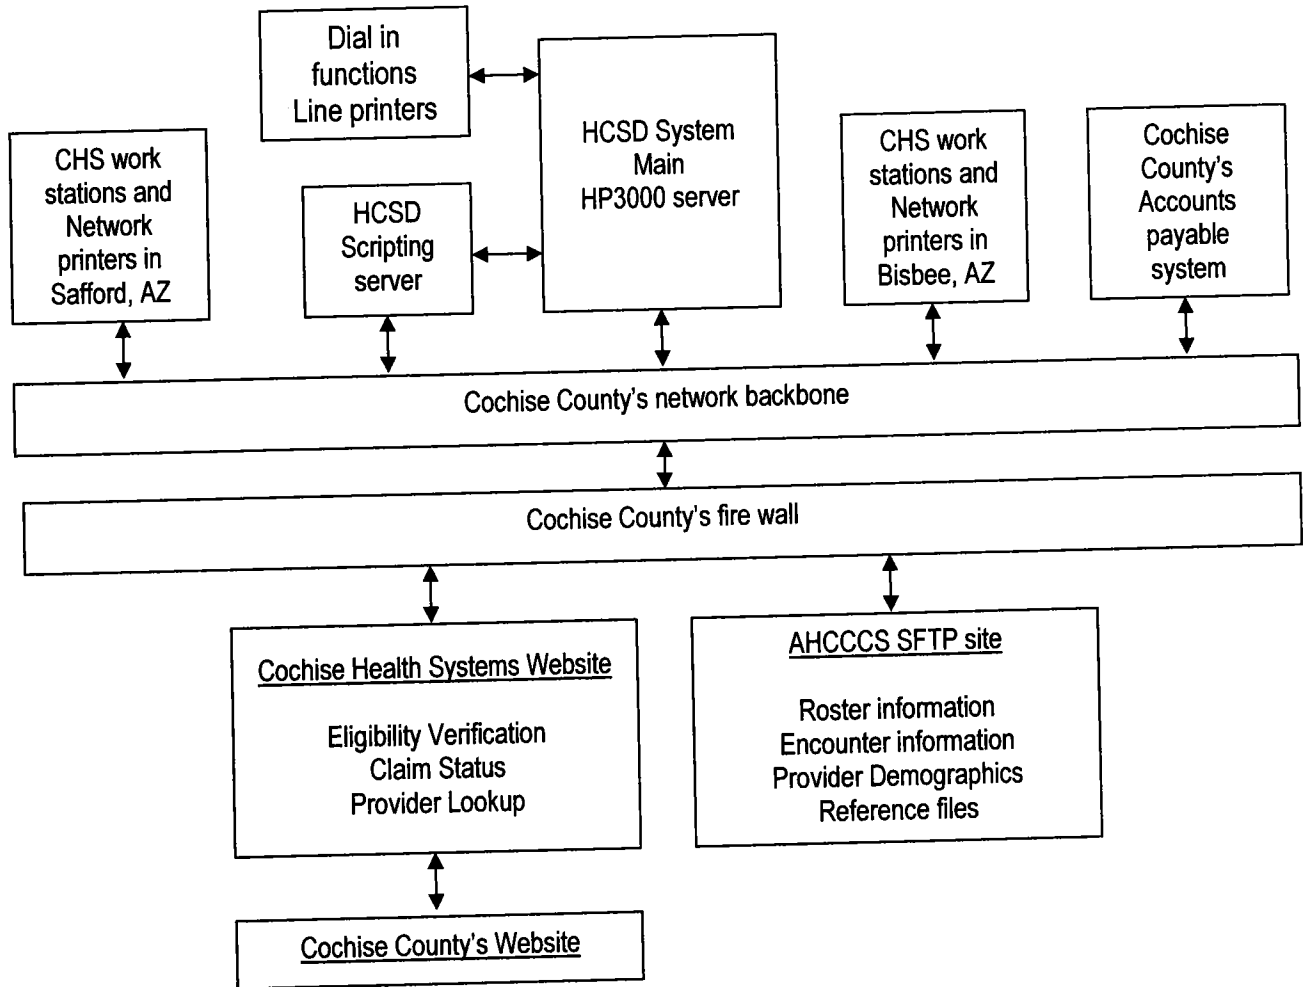 Dial in
functions
Line printers
HCSD System
Main
HP3000 server
CHS work
stations and
Network
printers in
Safford, AZ
HCSD
Scripting
server
CHS work
stations and
Network
printers in
Bisbee, AZ
Cochise
County's
Accounts
payable
system
Cochise County's network backbone
Cochise County's fire wall
Cochise Health Systems Website
Eligibility Verification
Claim Status
Provider Lookup
AHCCCS SFTP site
Roster information
Encounter information
Provider Demographics
Reference files
Cochise County's Website